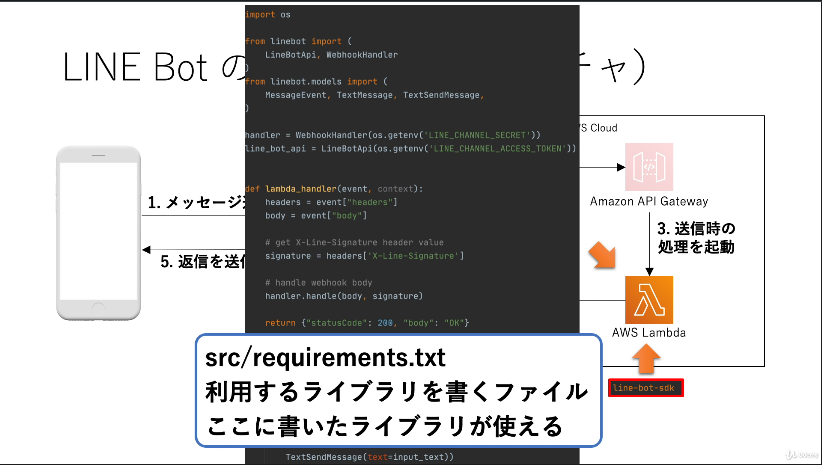 LINE Bot の
チャ)
import os
from linebot import (
LineBotApi, WebhookHandler
)
from linebot.models import (
MessageEvent, TextMessage, TextSendMessage,
)
handler = WebhookHandler(os.getenv('LINE_CHANNEL_SECRET'))
line_bot_api = LineBotApi(os.getenv('LINE_CHANNEL_ACCESS_TOKEN'))
def lambda_handler(event, context):
headers = event["headers"]
body = event["body"]
# get X-Line-Signature header value
signature = headers['X-Line-Signature']
# handle webhook body
handler.handle(body, signature)
return {"statusCode": 200, "body": "OK"}
TextSendMessage(text=input_text))
1. メッセージ
5. 返信を送
S Cloud
Amazon API Gateway
3. 送信時の
処理を起動
AWS Lambda
line-bot-sdk
src/requirements.txt
利用するライブラリを書くファイル
ここに書いたライブラリが使える